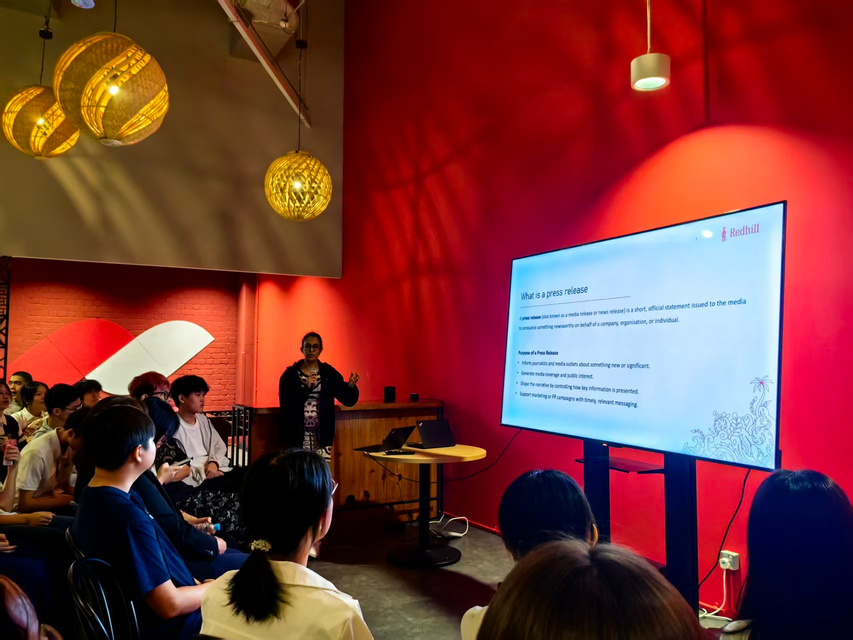 Redhill
What is a press release
A press release (also known as a media release or news release) is a short, official statement issued to the media
to announce something newsworthy on behalf of a company, organisation, or individual.
Purpose of a Press Release
• Inform journalists and media outlets about something new or significant.
• Generate media coverage and public interest.
• Shape the narrative by controlling how key information is presented.
• Support marketing or PR campaigns with timely, relevant messaging.